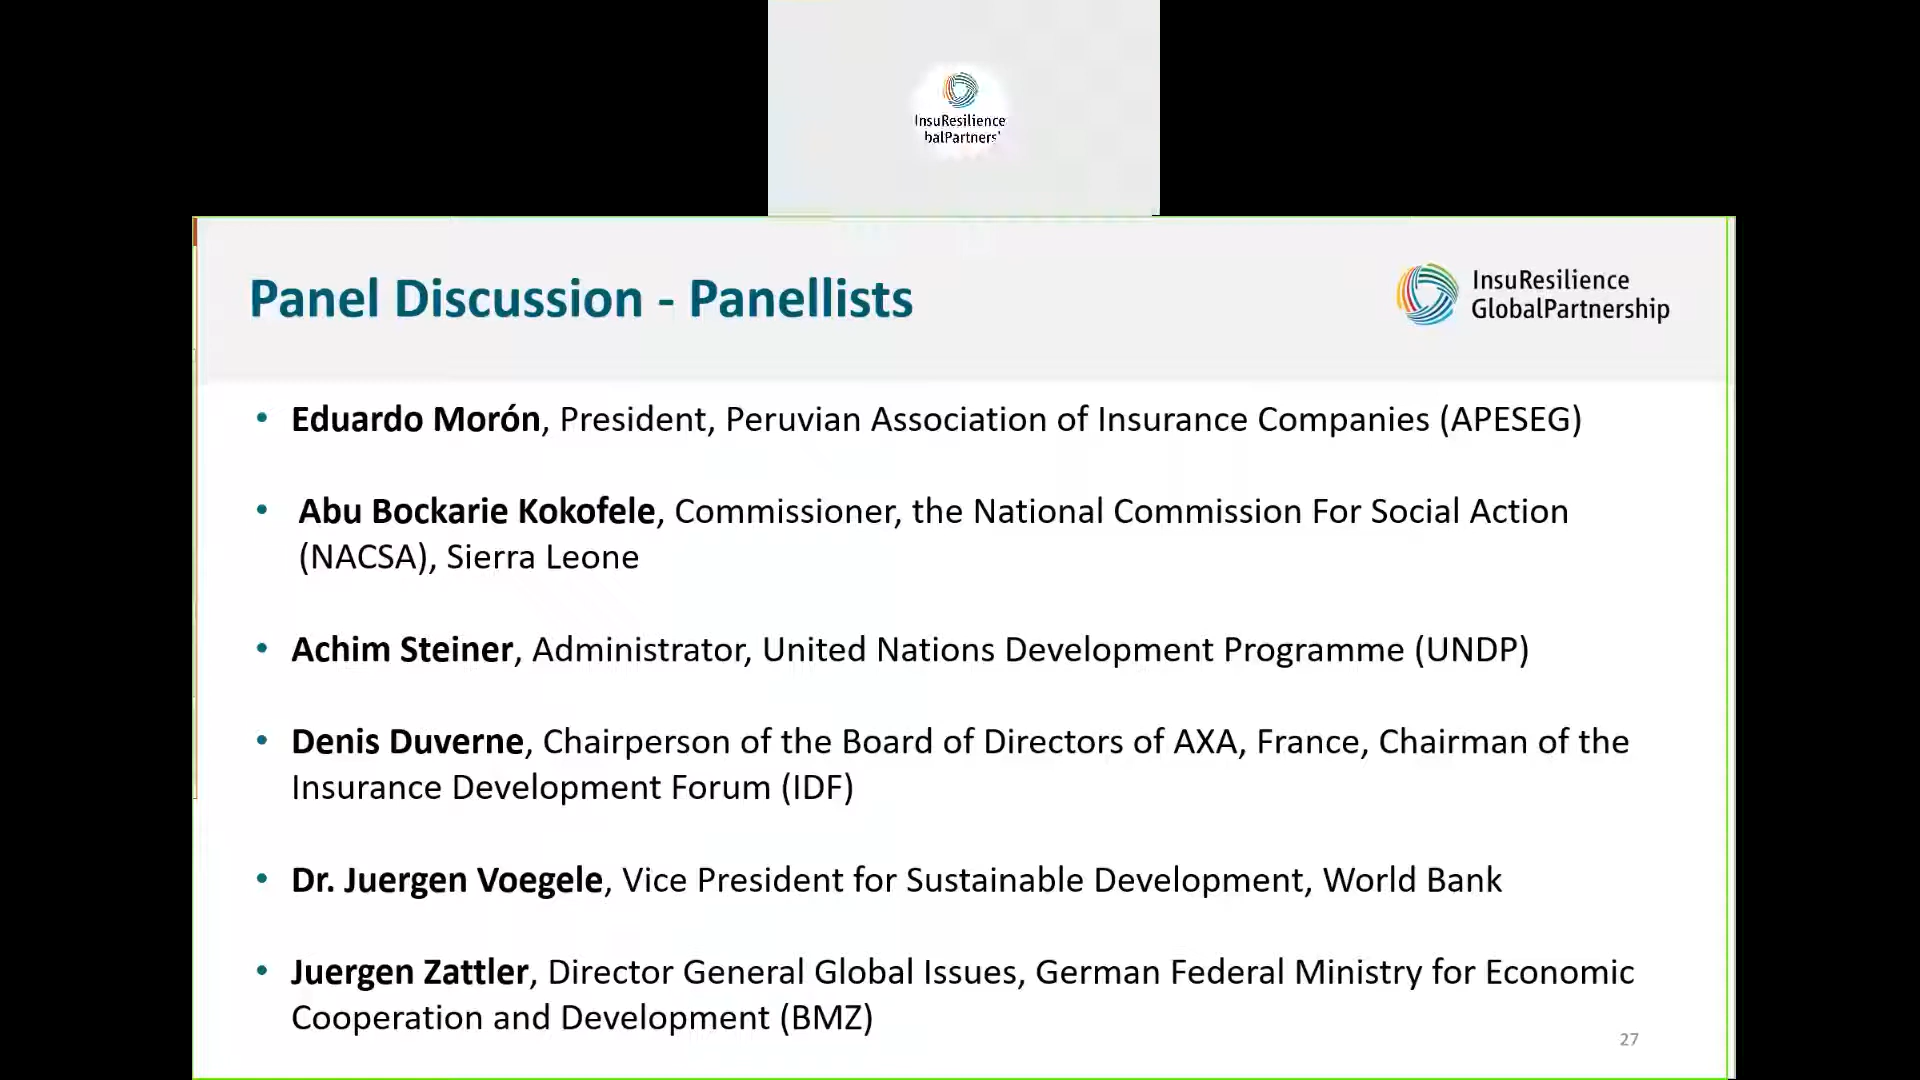 InsuResilience
balPartners'
Panel Discussion - Panellists
InsuResilience
GlobalPartnership
• Eduardo Morón, President, Peruvian Association of Insurance Companies (APESEG)
• Abu Bockarie Kokofele, Commissioner, the National Commission For Social Action
(NACSA), Sierra Leone
• Achim Steiner, Administrator, United Nations Development Programme (UNDP)
• Denis Duverne, Chairperson of the Board of Directors of AXA, France, Chairman of the
Insurance Development Forum (IDF)
• Dr. Juergen Voegele, Vice President for Sustainable Development, World Bank
• Juergen Zattler, Director General Global Issues, German Federal Ministry for Economic
Cooperation and Development (BMZ)
27